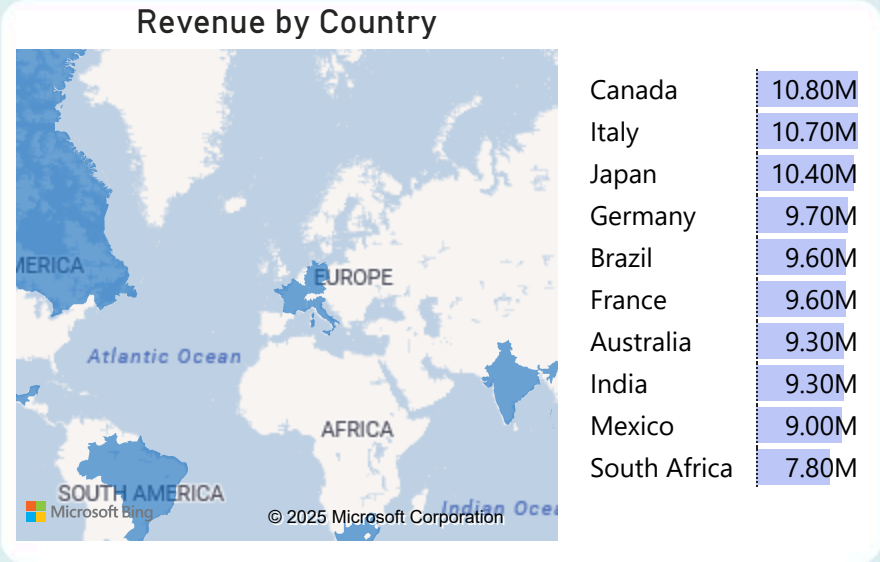 Revenue by Country
MERICA
EUROPE
Atlantic Ocean
AFRICA
SOUTH AMERICA
Indian Ocea
Microsoft Bing
© 2025 Microsoft Corporation
Canada 10.80M
Italy 10.70M
Japan 10.40M
Germany 9.70M
Brazil 9.60M
France 9.60M
Australia 9.30M
India 9.30M
Mexico 9.00M
South Africa 7.80M